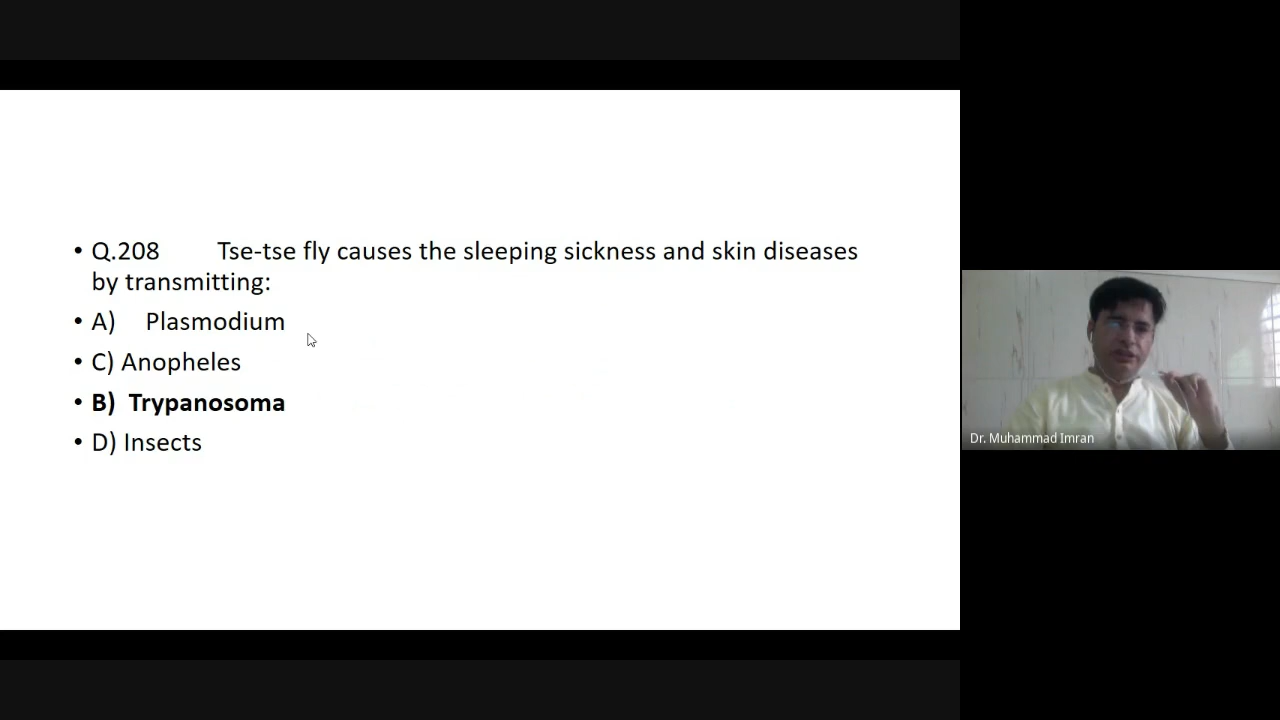 • Q.208 Tse-tse fly causes the sleeping sickness and skin diseases
by transmitting:
• A) Plasmodium
• C) Anopheles
• B) Trypanosoma
• D) Insects
Dr. Muhammad Imran